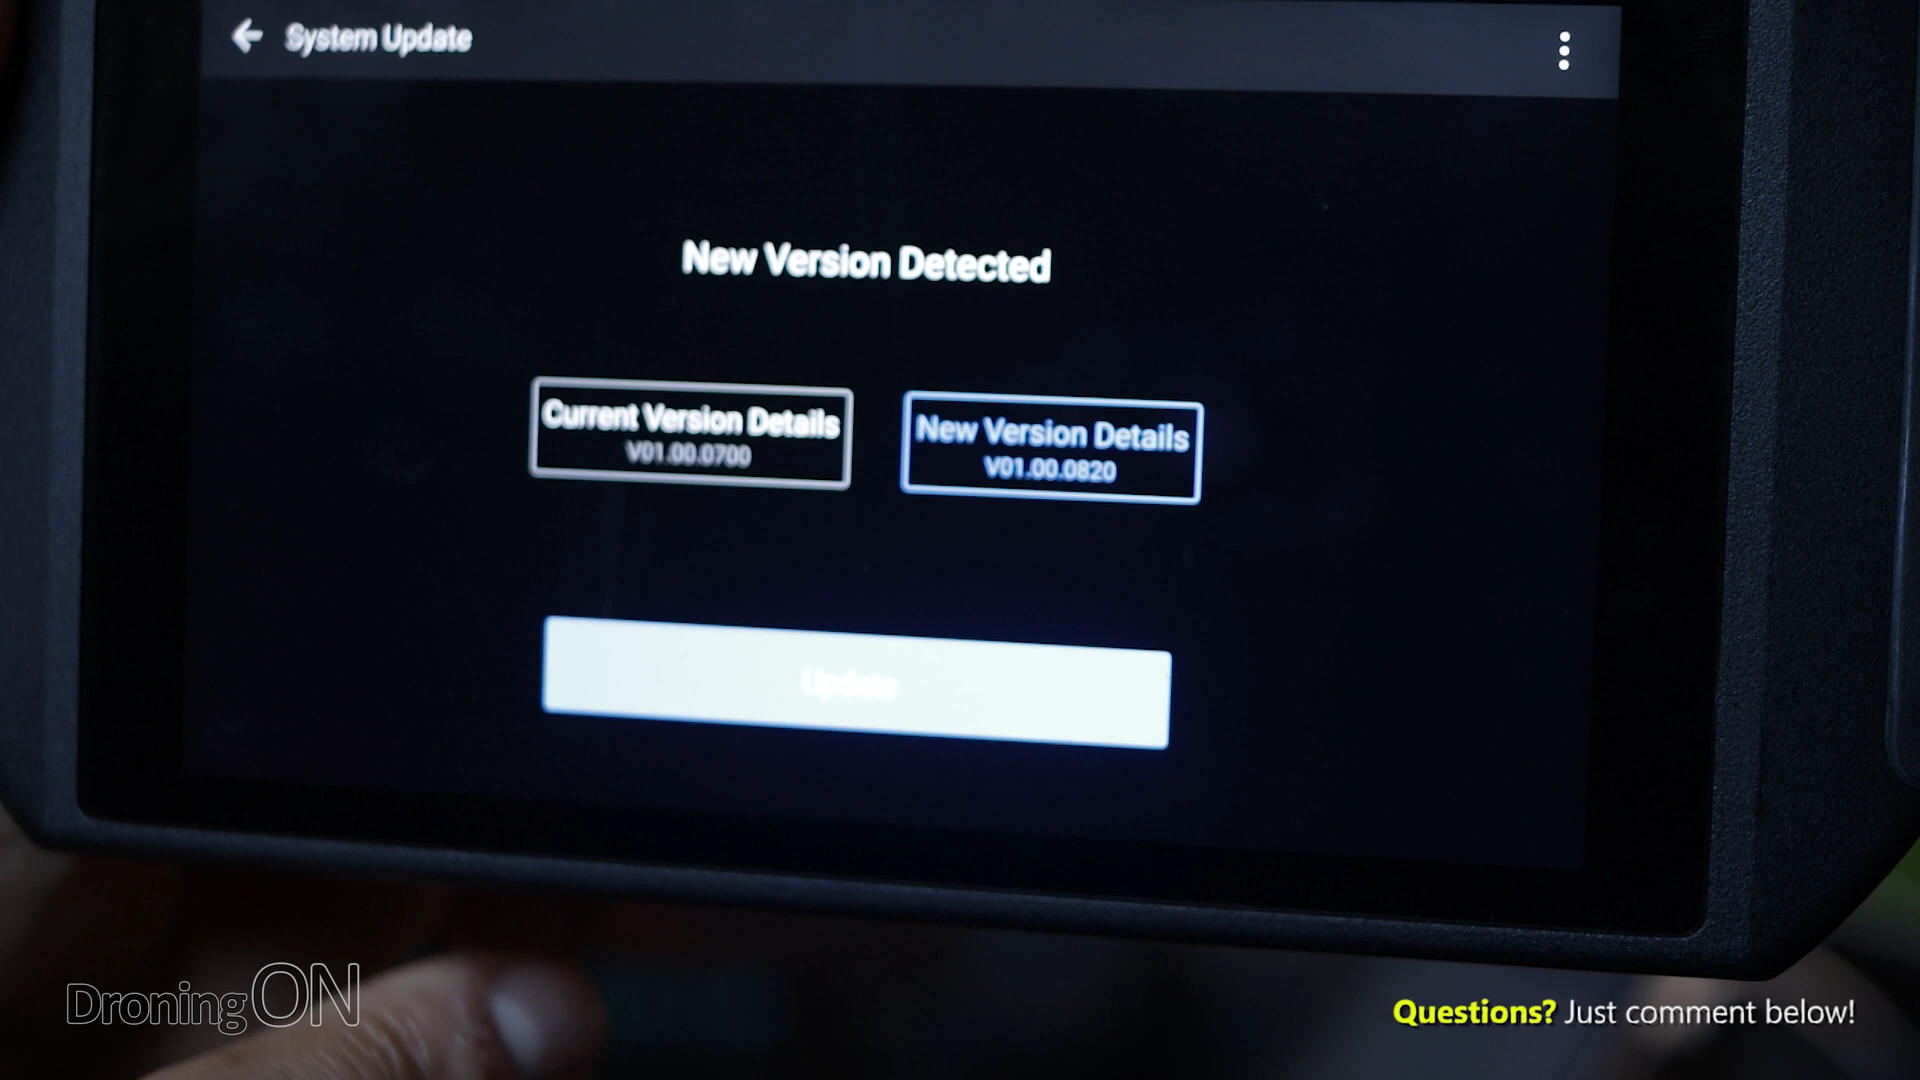 System Update
New Version Detected
Current Version Details
V01.00.0700
New Version Details
V01.00.0820
Update
DroningON
Questions? Just comment below!